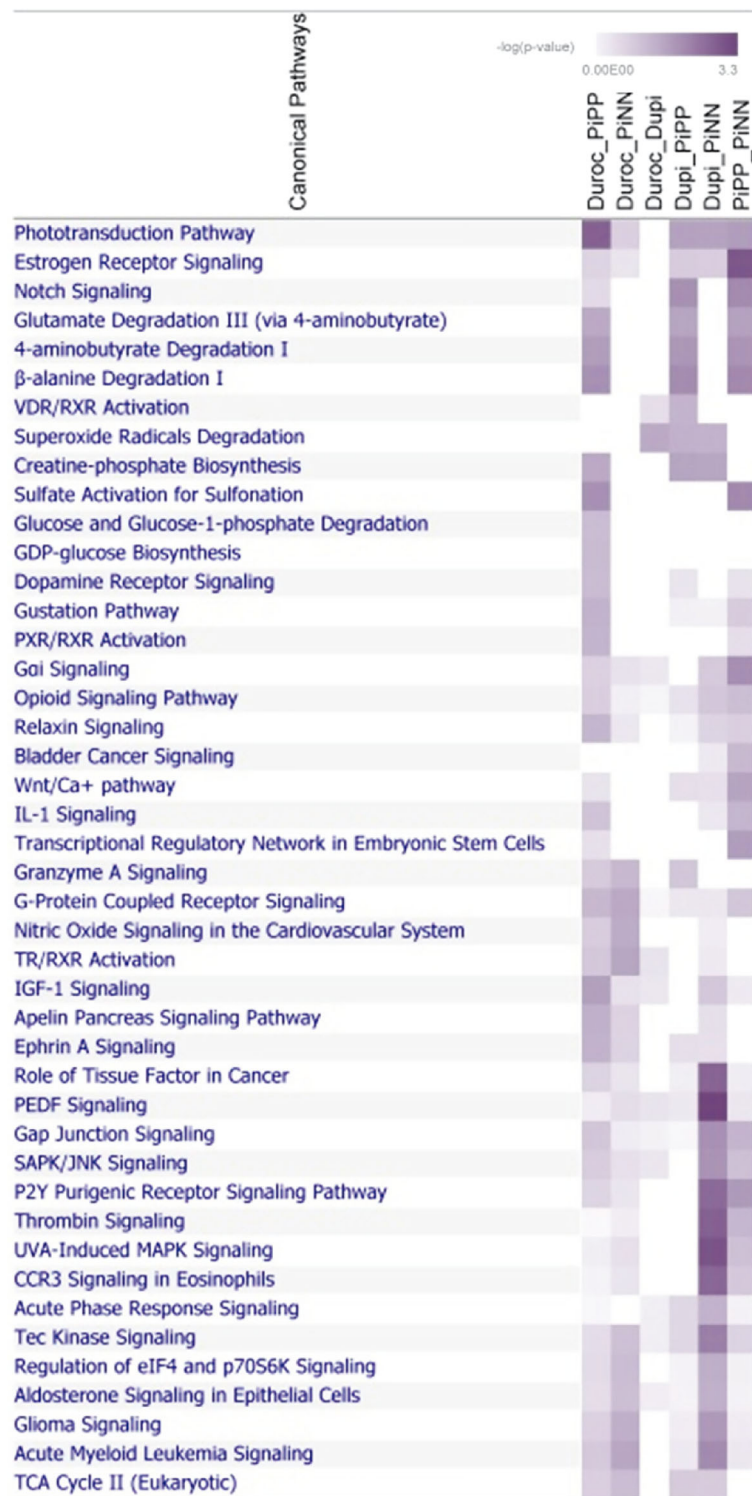 -log(p-value)
0.00E00
3.3
Canonical Pathways
Duroc_PiPP
Duroc_PiNN
Duroc_Dupi
Dupi_PiPP
Dupi_PiNN
PiPP_PiNN
Phototransduction Pathway
Estrogen Receptor Signaling
Notch Signaling
Glutamate Degradation III (via 4-aminobutyrate)
4-aminobutyrate Degradation I
β-alanine Degradation I
VDR/RXR Activation
Superoxide Radicals Degradation
Creatine-phosphate Biosynthesis
Sulfate Activation for Sulfonation
Glucose and Glucose-1-phosphate Degradation
GDP-glucose Biosynthesis
Dopamine Receptor Signaling
Gustation Pathway
PXR/RXR Activation
Gαi Signaling
Opioid Signaling Pathway
Relaxin Signaling
Bladder Cancer Signaling
Wnt/Ca+ pathway
IL-1 Signaling
Transcriptional Regulatory Network in Embryonic Stem Cells
Granzyme A Signaling
G-Protein Coupled Receptor Signaling
Nitric Oxide Signaling in the Cardiovascular System
TR/RXR Activation
IGF-1 Signaling
Apelin Pancreas Signaling Pathway
Ephrin A Signaling
Role of Tissue Factor in Cancer
PEDF Signaling
Gap Junction Signaling
SAPK/JNK Signaling
P2Y Purigenic Receptor Signaling Pathway
Thrombin Signaling
UVA-Induced MAPK Signaling
CCR3 Signaling in Eosinophils
Acute Phase Response Signaling
Tec Kinase Signaling
Regulation of eIF4 and p70S6K Signaling
Aldosterone Signaling in Epithelial Cells
Glioma Signaling
Acute Myeloid Leukemia Signaling
TCA Cycle II (Eukaryotic)